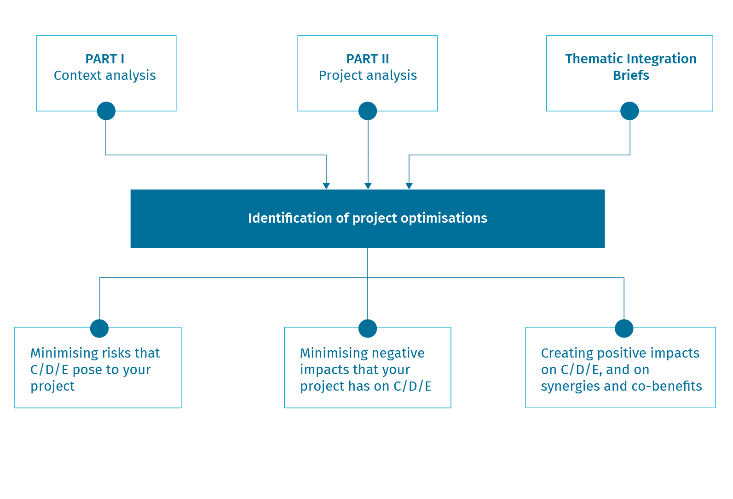 PART I
Context analysis
PART II
Project analysis
Thematic Integration
Briefs
Identification of project optimisations
Minimising risks that
C/D/E pose to your
project
Minimising negative
impacts that your
project has on C/D/E
Creating positive impacts
on C/D/E, and on
synergies and co-benefits